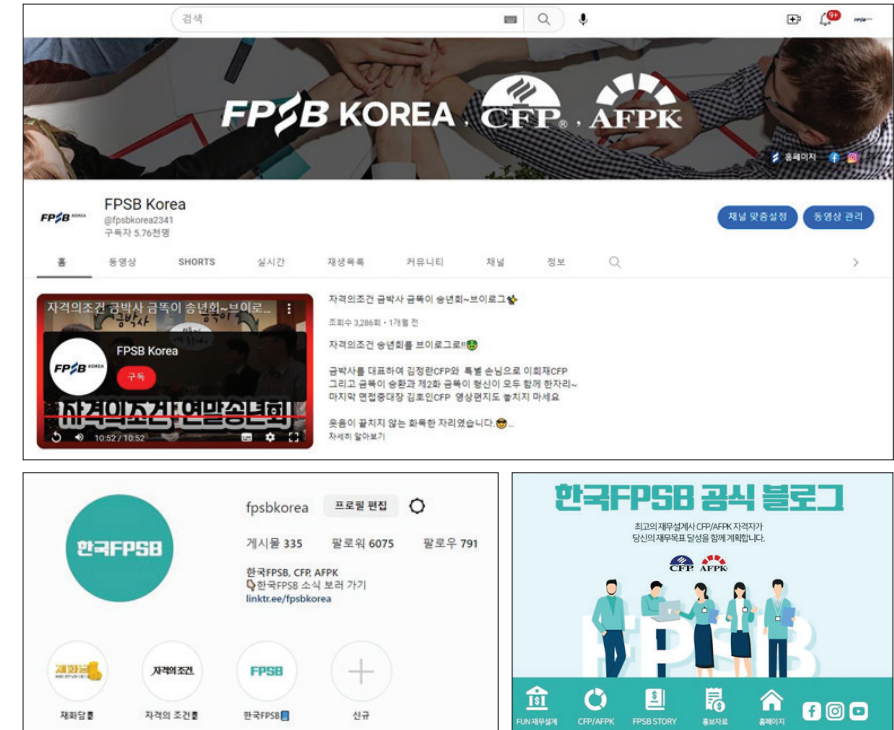 검색
9+
FPSB KOREA , CFP® , AFPK
홈페이지
FPSB KOREA
FPSB Korea
@fpsbkorea2341
구독자 5.76천명
채널 맞춤설정
동영상 관리
홈 동영상 SHORTS 실시간 재생목록 커뮤니티 채널 정보
자격의조건 금박사 금똑이 송년회~브이로...
금박사 금똑이
FPSB Korea
FPSB KOREA
구독
자격의조건 연말송년회
10:52 / 10:52
자격의조건 금박사 금똑이 송년회~브이로그
조회수 3,286회 • 1개월 전
자격의조건 송년회를 브이로그로!!
금박사를 대표하여 김정란CFP와 특별 손님으로 이희재CFP
그리고 금똑이 승환과 제2화 금똑이 형신이 모두 함께 한자리~
마지막 면접중대장 김호인CFP 영상편지도 놓치지 마세요
웃음이 끊치지 않는 화목한 자리였습니다. ...
자세히 알아보기
한국FPSB
fpsbkorea 프로필 편집
게시물 335 팔로워 6075 팔로우 791
한국FPSB, CFP, AFPK
한국FPSB 소식 보러 가기
linktr.ee/fpsbkorea
재화담
자격의조건
FPSB
재화담
자격의 조건
한국FPSB
신규
한국FPSB 공식 블로그
최고의 재무설계사 CFP/AFPK 자격자가
당신의 재무목표 달성을 함께 계획합니다.
CFP AFPK
FPSB
FUN 재무설계 CFP/AFPK FPSB STORY 홍보자료 홈페이지